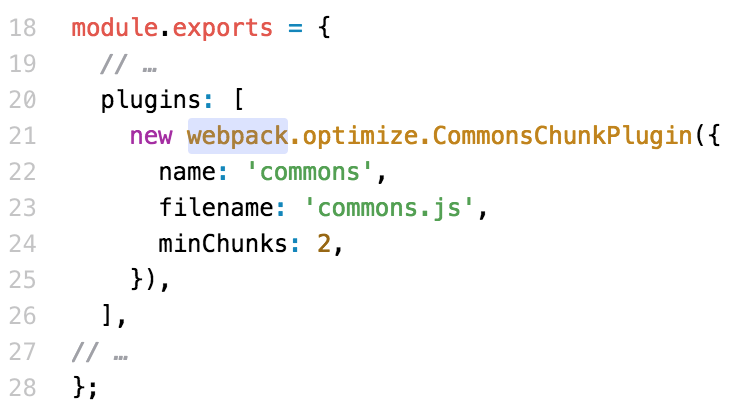 18 module.exports = {
19   // …
20   plugins: [
21     new webpack.optimize.CommonsChunkPlugin({
22       name: 'commons',
23       filename: 'commons.js',
24       minChunks: 2,
25     }),
26   ],
27 // …
28 };